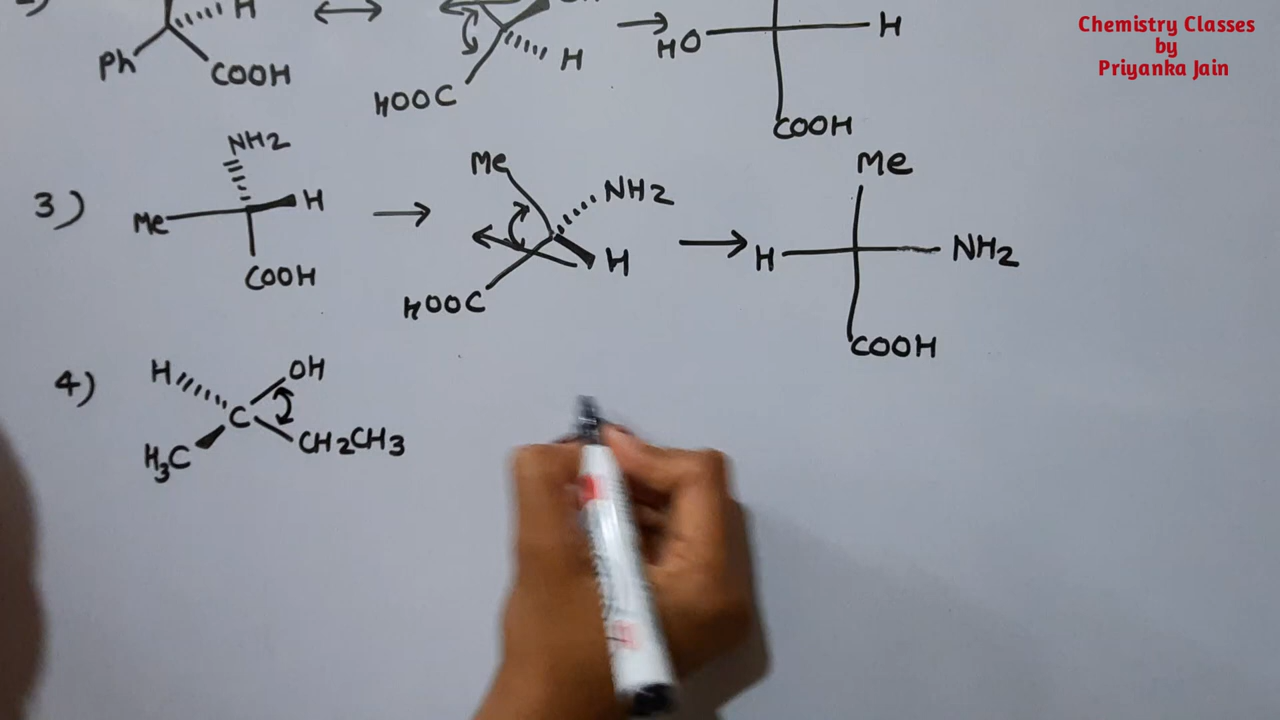 Chemistry Classes
by
Priyanka Jain
H
Ph
COOH
H
HOOC
HO
H
COOH
3)
NH2
Me
H
COOH
Me
NH2
H
HOOC
Me
H
NH2
COOH
4)
H
OH
C
H3C
CH2CH3